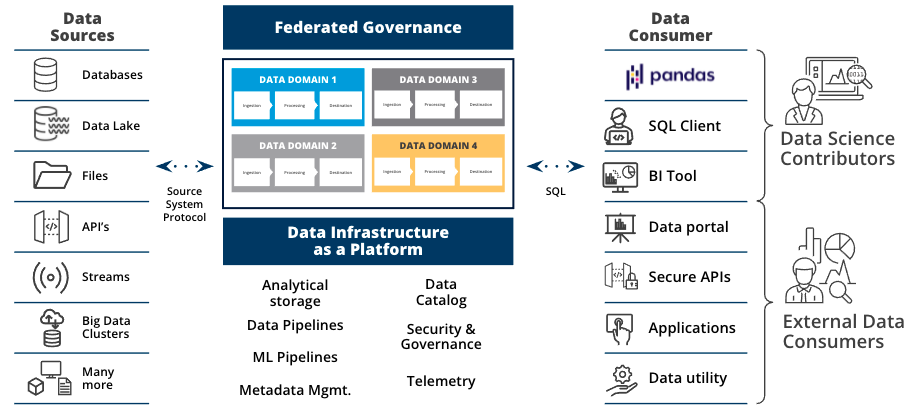 Data
Sources
Databases
Data Lake
Files
API's
Streams
Big Data
Clusters
Many
more
Source
System
Protocol
Federated Governance
DATA DOMAIN 1
Ingestion
Processing
Destination
DATA DOMAIN 3
Ingestion
Processing
Destination
DATA DOMAIN 2
Ingestion
Processing
Destination
DATA DOMAIN 4
Ingestion
Processing
Destination
Data Infrastructure
as a Platform
Analytical
storage
Data Pipelines
ML Pipelines
Metadata Mgmt.
Data
Catalog
Security &
Governance
Telemetry
SQL
Data
Consumer
pandas
SQL Client
BI Tool
Data portal
Secure APIs
Applications
Data utility
Data Science
Contributors
External Data
Consumers